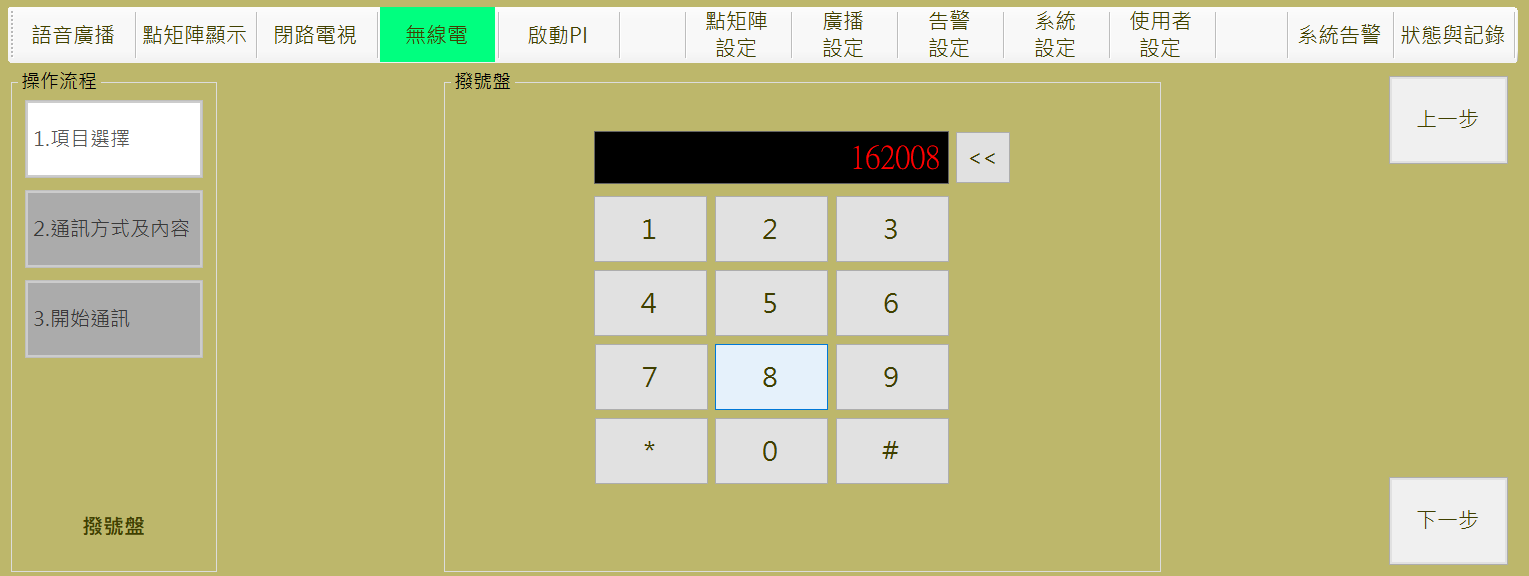 語音廣播
點矩陣顯示
閉路電視
無線電
啟動PI
點矩陣
設定
廣播
設定
告警
設定
系統
設定
使用者
設定
系統告警
狀態與記錄
操作流程
1.項目選擇
2.通訊方式及內容
3.開始通訊
撥號盤
撥號盤
162008
<<
1
2
3
4
5
6
7
8
9
*
0
#
上一步
下一步